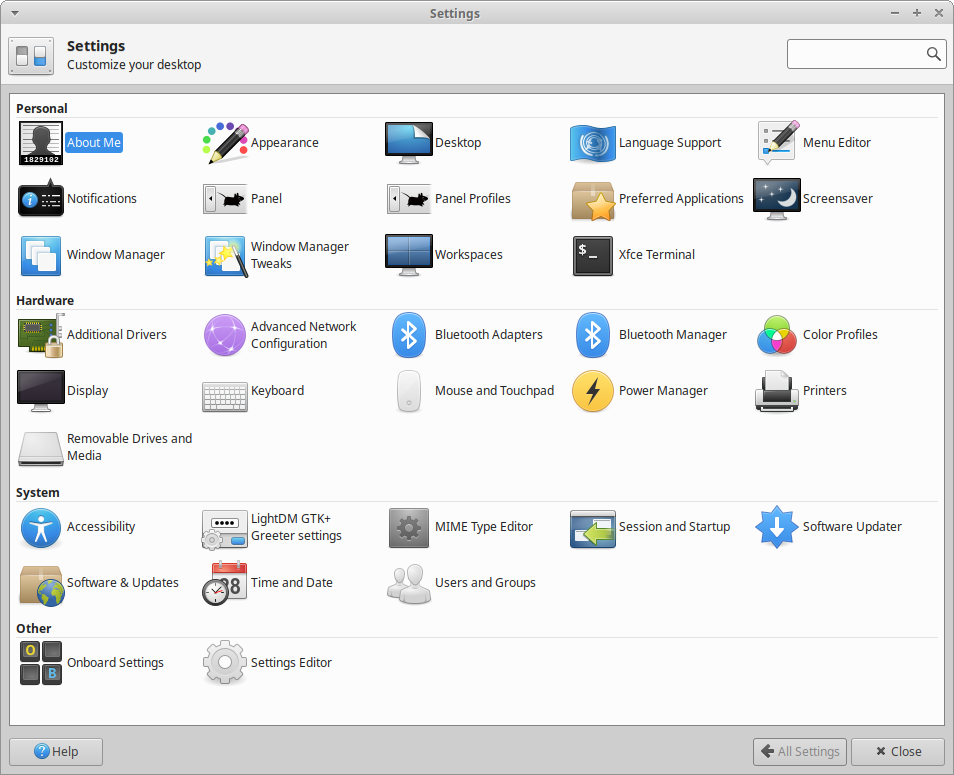 Settings
Settings
Customize your desktop
Personal
1829102
About Me
Appearance
Desktop
Language Support
Menu Editor
Notifications
Panel
Panel Profiles
Preferred Applications
Screensaver
Window Manager
Window Manager
Tweaks
Workspaces
$_
Xfce Terminal
Hardware
Additional Drivers
Advanced Network
Configuration
Bluetooth Adapters
Bluetooth Manager
Color Profiles
Display
Keyboard
Mouse and Touchpad
Power Manager
Printers
Removable Drives and
Media
System
Accessibility
LightDM GTK+
Greeter settings
MIME Type Editor
Session and Startup
Software Updater
Software & Updates
Time and Date
Users and Groups
Other
O
B
Onboard Settings
Settings Editor
? Help
All Settings
Close